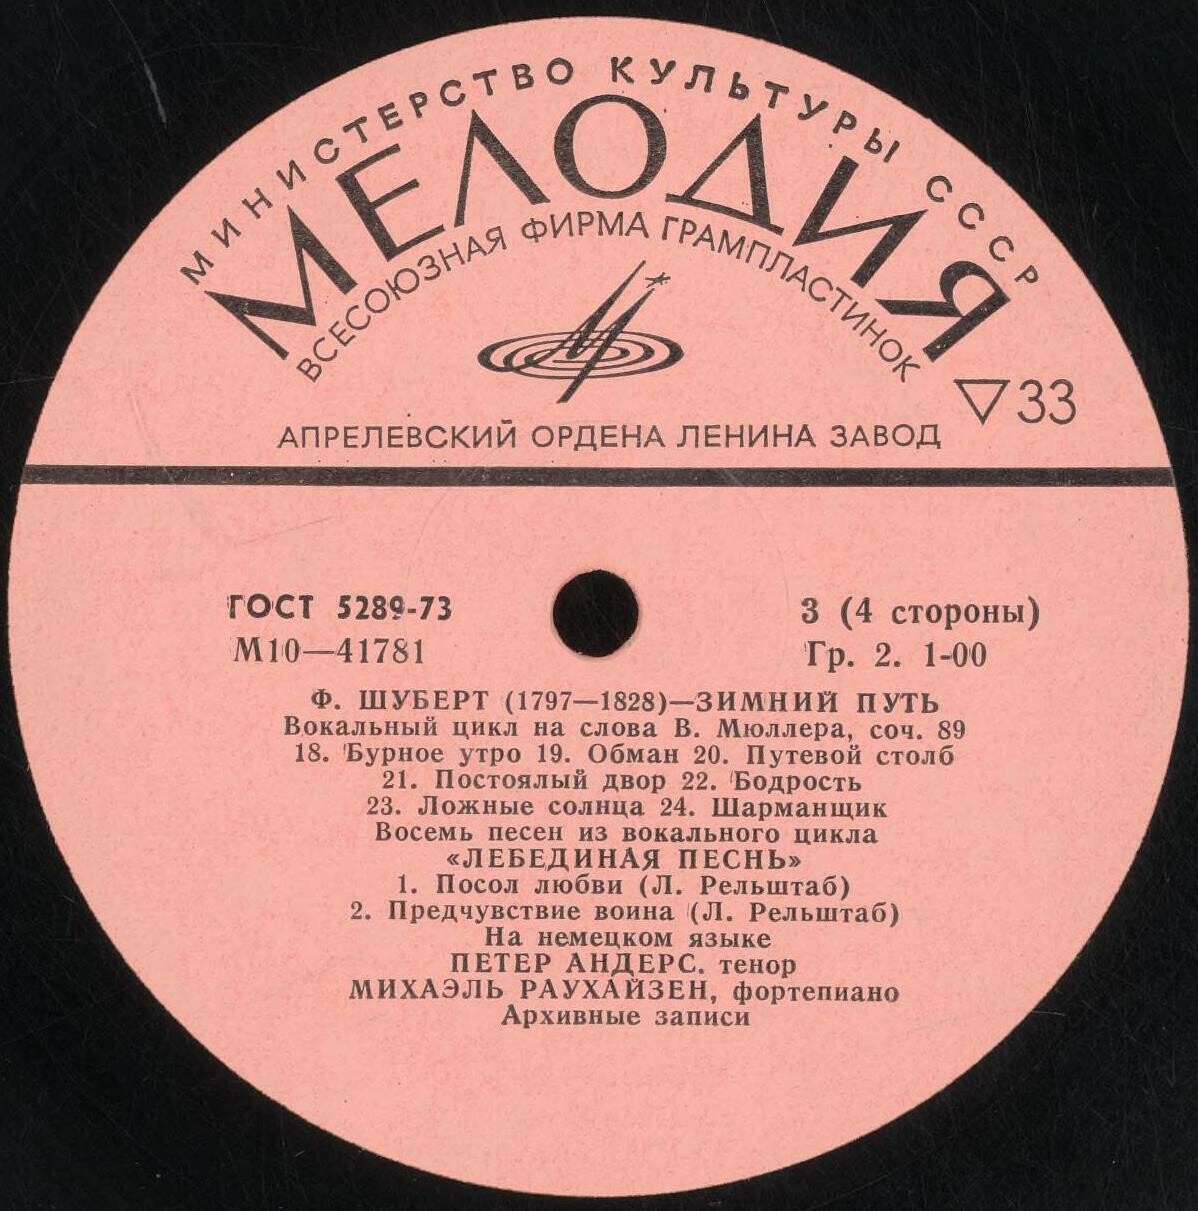 МИНИСТЕРСТВО КУЛЬТУРЫ СССР
МЕЛОДИЯ
ВСЕСОЮЗНАЯ ФИРМА ГРАМПЛАСТИНОК
▽33
АПРЕЛЕВСКИЙ ОРДЕНА ЛЕНИНА ЗАВОД
ГОСТ 5289-73
3 (4 стороны)
М10—41781
Гр. 2. 1-00
Ф. ШУБЕРТ (1797—1828)—ЗИМНИЙ ПУТЬ
Вокальный цикл на слова В. Мюллера, соч. 89
18. Бурное утро 19. Обман 20. Путевой столб
21. Постоялый двор 22. Бодрость
23. Ложные солнца 24. Шарманщик
Восемь песен из вокального цикла
«ЛЕБЕДИНАЯ ПЕСНЬ»
1. Посол любви (Л. Рельштаб)
2. Предчувствие воина (Л. Рельштаб)
На немецком языке
ПЕТЕР АНДЕРС. тенор
МИХАЭЛЬ РАУХАЙЗЕН, фортепиано
Архивные записи